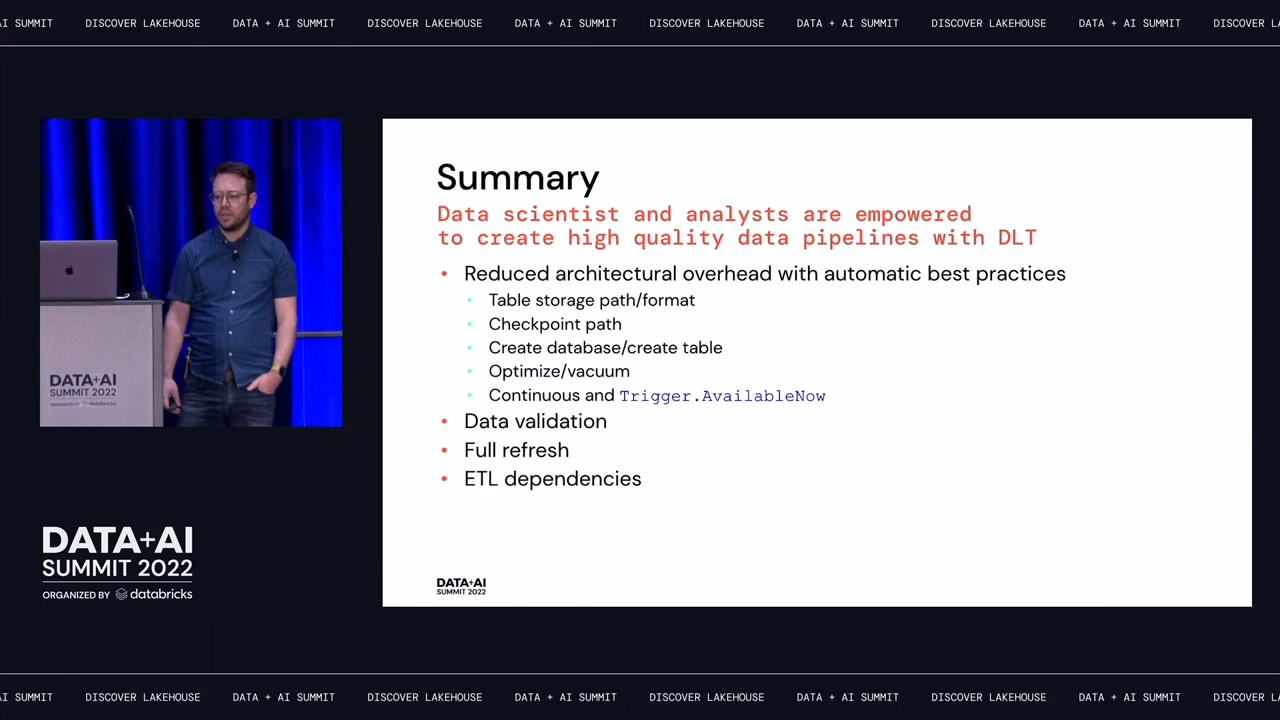 AI SUMMIT DISCOVER LAKEHOUSE DATA + AI SUMMIT DISCOVER LAKEHOUSE DATA + AI SUMMIT DISCOVER LAKEHOUSE DATA + AI SUMMIT DISCOVER LAKEHOUSE DATA + AI SUMMIT DISCOVER LA
Summary
Data scientist and analysts are empowered
to create high quality data pipelines with DLT
• Reduced architectural overhead with automatic best practices
• Table storage path/format
• Checkpoint path
• Create database/create table
• Optimize/vacuum
• Continuous and Trigger.AvailableNow
• Data validation
• Full refresh
• ETL dependencies
DATA+AI
SUMMIT 2022
DATA+AI
SUMMIT 2022
databricks
DATA+AI
SUMMIT 2022
ORGANIZED BY databricks
AI SUMMIT DISCOVER LAKEHOUSE DATA + AI SUMMIT DISCOVER LAKEHOUSE DATA + AI SUMMIT DISCOVER LAKEHOUSE DATA + AI SUMMIT DISCOVER LAKEHOUSE DATA + AI SUMMIT DISCOVER LA